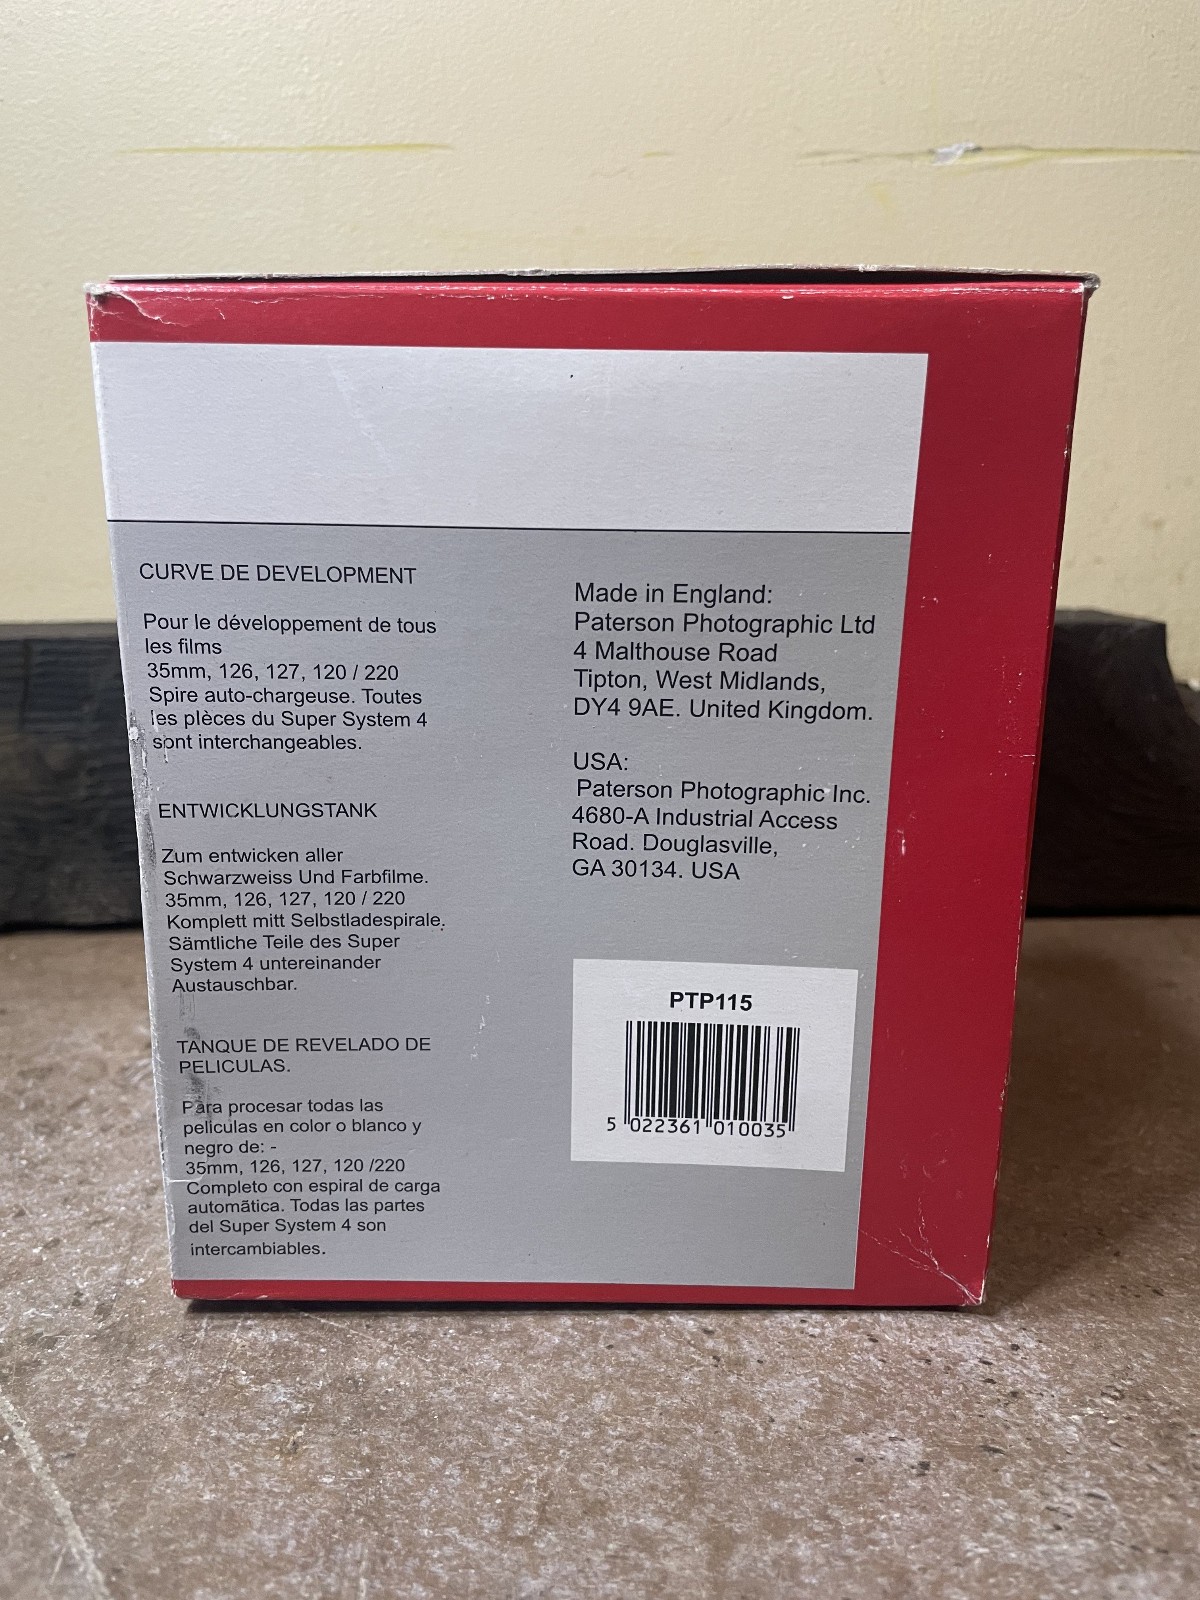 CURVE DE DEVELOPMENT
Pour le développement de tous
les films
35mm, 126, 127, 120 / 220
Spire auto-chargeuse. Toutes
les plèces du Super System 4
sont interchangeables.
ENTWICKLUNGSTANK
Zum entwicken aller
Schwarzweiss Und Farbfilme.
35mm, 126, 127, 120 / 220
Komplett mitt Selbstladespirale.
Sämtliche Teile des Super
System 4 untereinander
Austauschbar.
TANQUE DE REVELADO DE
PELICULAS.
Para procesar todas las
peliculas en color o blanco y
negro de: -
35mm, 126, 127, 120 /220
Completo con espiral de carga
automãtica. Todas las partes
del Super System 4 son
intercambiables.
Made in England:
Paterson Photographic Ltd
4 Malthouse Road
Tipton, West Midlands,
DY4 9AE. United Kingdom.
USA:
Paterson Photographic Inc.
4680-A Industrial Access
Road. Douglasville,
GA 30134. USA
PTP115
5 022361 010035